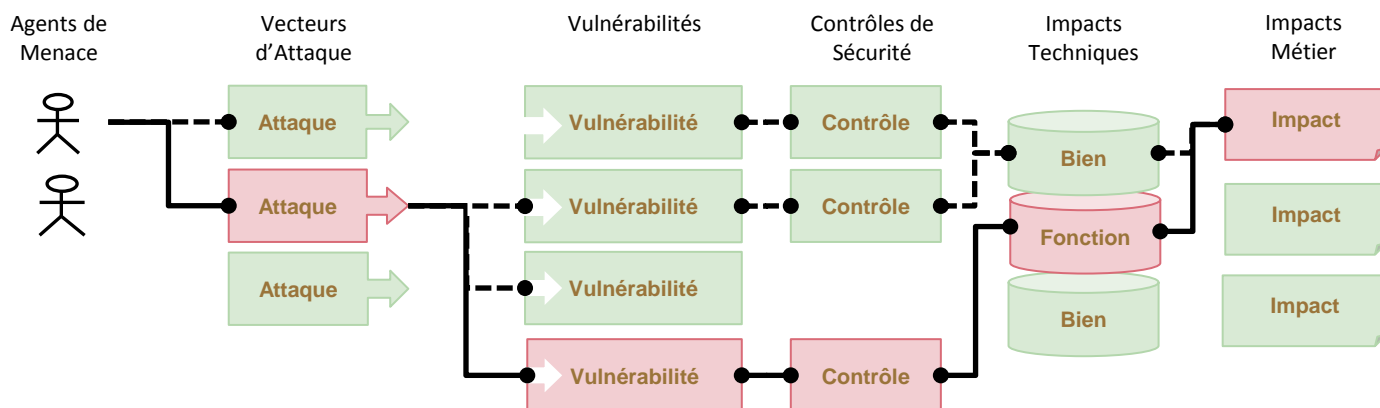 Agents de
Menace
Vecteurs
d’Attaque
Vulnérabilités
Contrôles de
Sécurité
Impacts
Techniques
Impacts
Métier
Attaque
Vulnérabilité
Contrôle
Bien
Impact
Attaque
Vulnérabilité
Contrôle
Fonction
Impact
Attaque
Vulnérabilité
Bien
Impact
Vulnérabilité
Contrôle